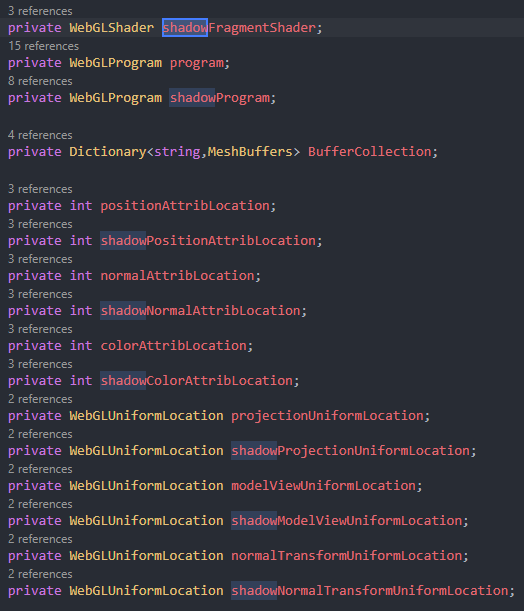 3 references
private WebGLShader shadowFragmentShader;
15 references
private WebGLProgram program;
8 references
private WebGLProgram shadowProgram;
4 references
private Dictionary<string,MeshBuffers> BufferCollection;
3 references
private int positionAttribLocation;
3 references
private int shadowPositionAttribLocation;
3 references
private int normalAttribLocation;
3 references
private int shadowNormalAttribLocation;
3 references
private int colorAttribLocation;
3 references
private int shadowColorAttribLocation;
2 references
private WebGLUniformLocation projectionUniformLocation;
2 references
private WebGLUniformLocation shadowProjectionUniformLocation;
2 references
private WebGLUniformLocation modelViewUniformLocation;
2 references
private WebGLUniformLocation shadowModelViewUniformLocation;
2 references
private WebGLUniformLocation normalTransformUniformLocation;
2 references
private WebGLUniformLocation shadowNormalTransformUniformLocation;